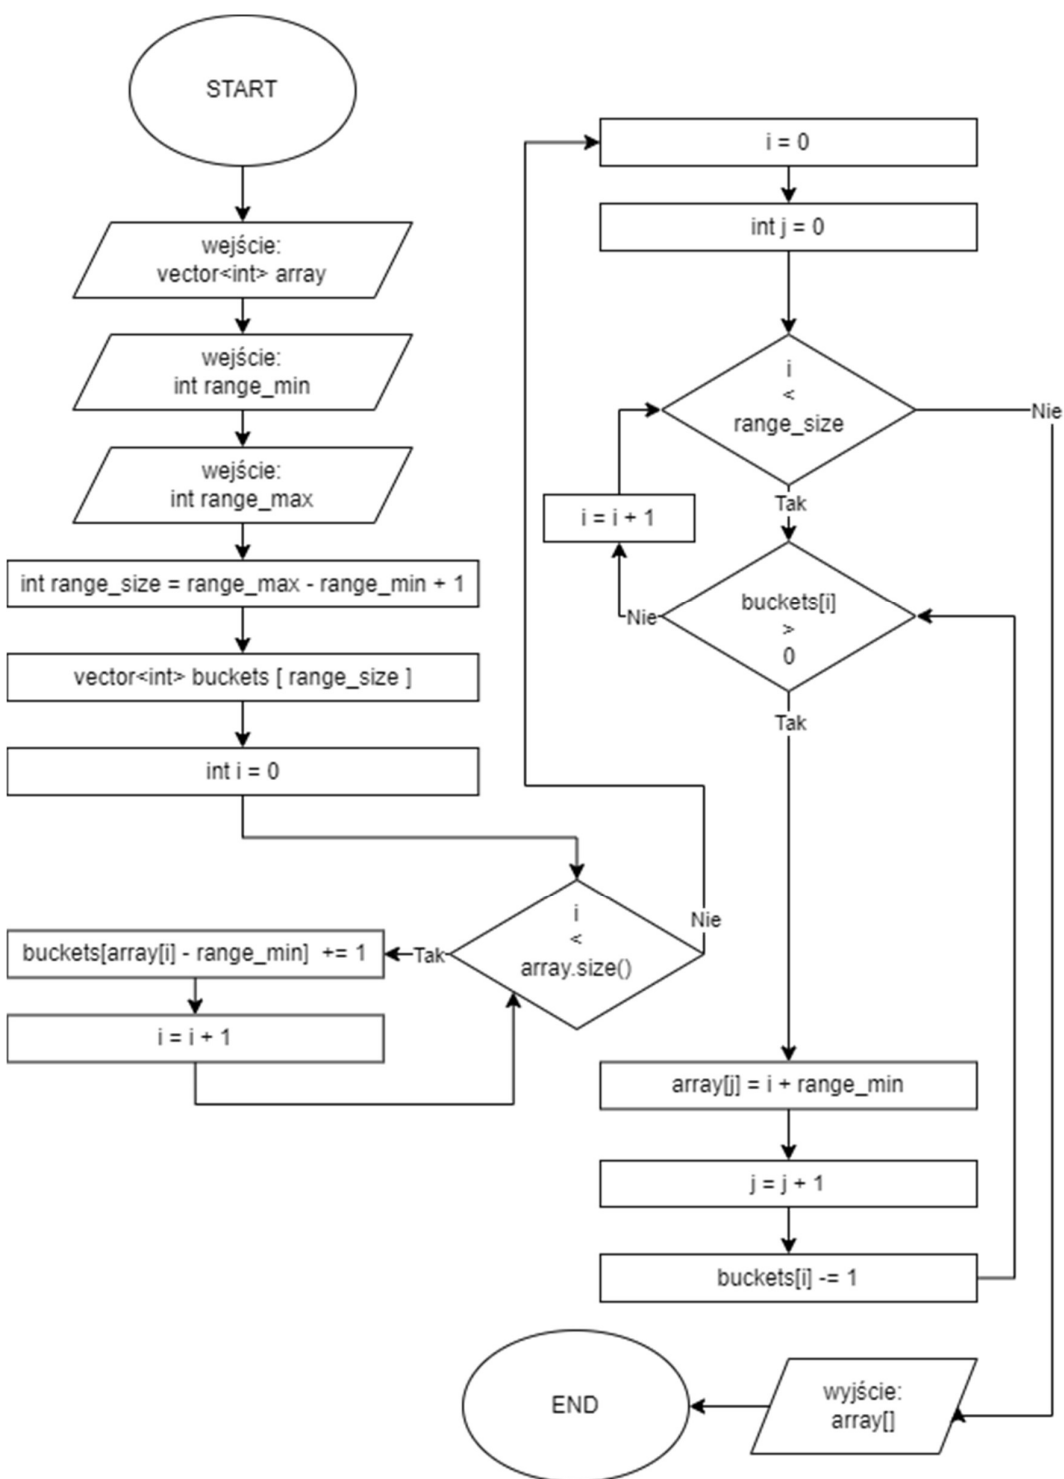 START
wejście:
vector<int> array
wejście:
int range_min
wejście:
int range_max
int range_size = range_max - range_min + 1
vector<int> buckets [ range_size ]
int i = 0
i
<
array.size()
Tak
Nie
buckets[array[i] - range_min]  += 1
i = i + 1
i = 0
int j = 0
i
<
range_size
Nie
Tak
i = i + 1
buckets[i]
>
0
Nie
Tak
array[j] = i + range_min
j = j + 1
buckets[i] -= 1
wyjście:
array[]
END